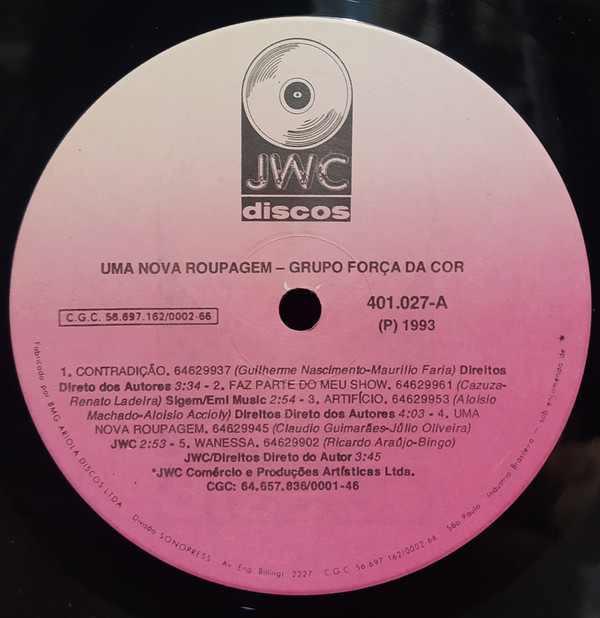 JWC
discos
UMA NOVA ROUPAGEM – GRUPO FORÇA DA COR
C.G.C. 56.697.162/0002-66
401.027-A
(P) 1993
1. CONTRADIÇÃO. 64629937 (Guilherme Nascimento-Maurilio Faria) Direitos
Direto dos Autores 3:34 - 2. FAZ PARTE DO MEU SHOW. 64629961 (Cazuza-
Renato Ladeira) Sigem/Emi Music 2:54 - 3. ARTIFÍCIO. 64629953 (Aloisio
Machado-Aloisio Accioly) Direitos Direto dos Autores 4:03 - 4. UMA
NOVA ROUPAGEM. 64629945 (Claudio Guimarães-Júlio Oliveira)
JWC 2:53 - 5. WANESSA. 64629902 (Ricardo Araújo-Bingo)
JWC/Direitos Direto do Autor 3:45
*JWC Comércio e Produções Artísticas Ltda.
CGC: 64.657.836/0001-46
Fabricado por BMG ARIOLA DISCOS LTDA. Divisão SONOPRESS Av. Eng. Billings 2227 C.G.C. 56.697.162/0002-66 São Paulo Industria Brasileira - sob encomenda de *